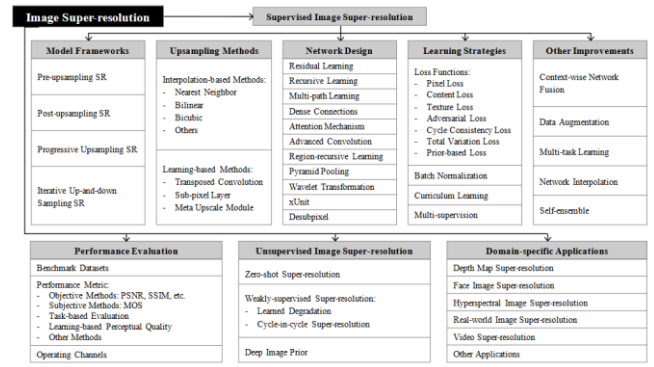 Image Super-resolution
Supervised Image Super-resolution
Model Frameworks
Pre-upsampling SR
Post-upsampling SR
Progressive Upsampling SR
Iterative Up-and-down
Sampling SR
Upsampling Methods
Interpolation-based Methods:
- Nearest Neighbor
- Bilinear
- Bicubic
- Others
Learning-based Methods:
- Transposed Convolution
- Sub-pixel Layer
- Meta Upscale Module
Network Design
Residual Learning
Recursive Learning
Multi-path Learning
Dense Connections
Attention Mechanism
Advanced Convolution
Region-recursive Learning
Pyramid Pooling
Wavelet Transformation
xUnit
Desubpixel
Learning Strategies
Loss Functions:
- Pixel Loss
- Content Loss
- Texture Loss
- Adversarial Loss
- Cycle Consistency Loss
- Total Variation Loss
- Prior-based Loss
Batch Normalization
Curriculum Learning
Multi-supervision
Other Improvements
Context-wise Network
Fusion
Data Augmentation
Multi-task Learning
Network Interpolation
Self-ensemble
Performance Evaluation
Benchmark Datasets
Performance Metric:
- Objective Methods: PSNR, SSIM, etc.
- Subjective Methods: MOS
- Task-based Evaluation
- Learning-based Perceptual Quality
- Other Methods
Operating Channels
Unsupervised Image Super-resolution
Zero-shot Super-resolution
Weakly-supervised Super-resolution:
- Learned Degradation
- Cycle-in-cycle Super-resolution
Deep Image Prior
Domain-specific Applications
Depth Map Super-resolution
Face Image Super-resolution
Hyperspectral Image Super-resolution
Real-world Image Super-resolution
Video Super-resolution
Other Applications